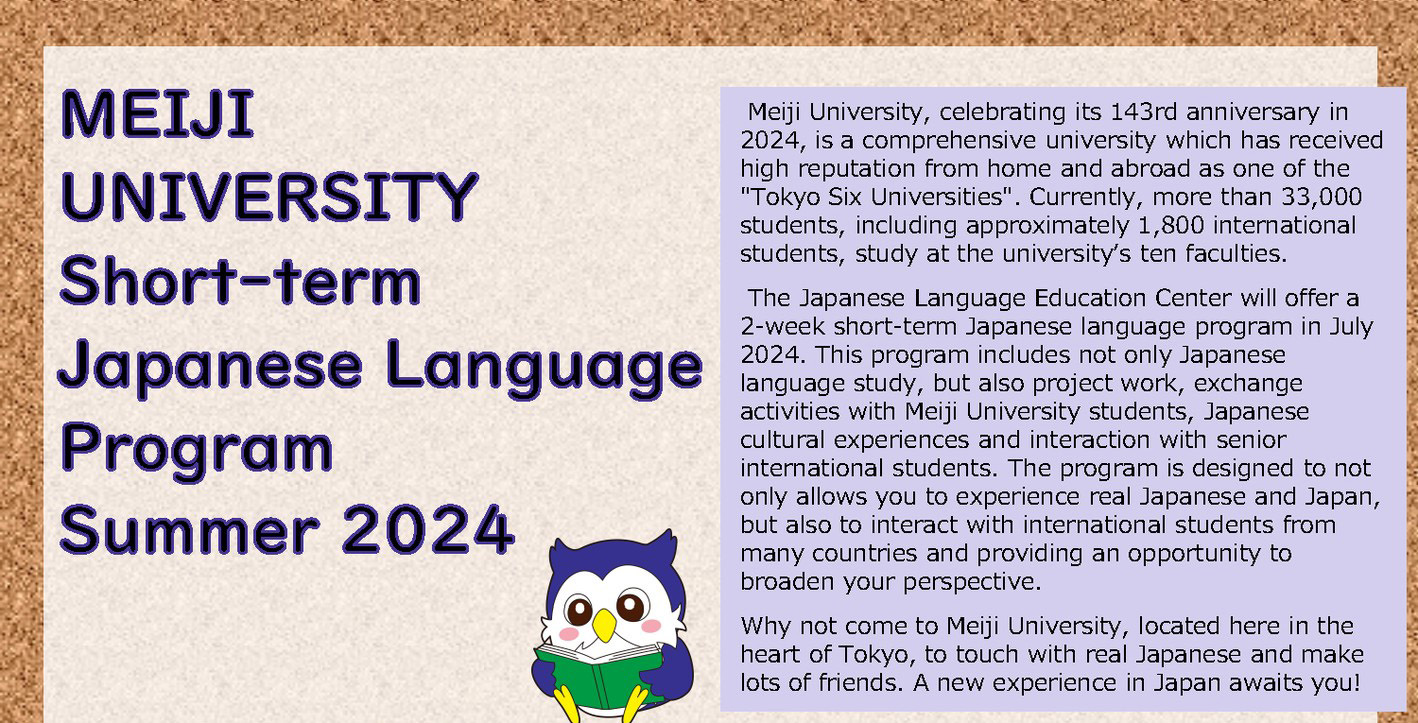 MEIJI
UNIVERSITY
Short-term
Japanese Language
Program
Summer 2024
Meiji University, celebrating its 143rd anniversary in
2024, is a comprehensive university which has received
high reputation from home and abroad as one of the
"Tokyo Six Universities". Currently, more than 33,000
students, including approximately 1,800 international
students, study at the university’s ten faculties.
The Japanese Language Education Center will offer a
2-week short-term Japanese language program in July
2024. This program includes not only Japanese
language study, but also project work, exchange
activities with Meiji University students, Japanese
cultural experiences and interaction with senior
international students. The program is designed to not
only allows you to experience real Japanese and Japan,
but also to interact with international students from
many countries and providing an opportunity to
broaden your perspective.
Why not come to Meiji University, located here in the
heart of Tokyo, to touch with real Japanese and make
lots of friends. A new experience in Japan awaits you!